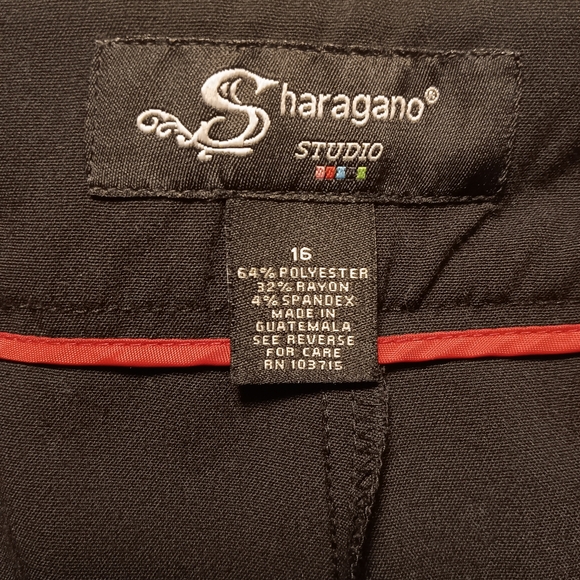 Sharagano®
STUDIO
16
64% POLYESTER
32% RAYON
4% SPANDEX
MADE IN
GUATEMALA
SEE REVERSE
FOR CARE
RN 103715